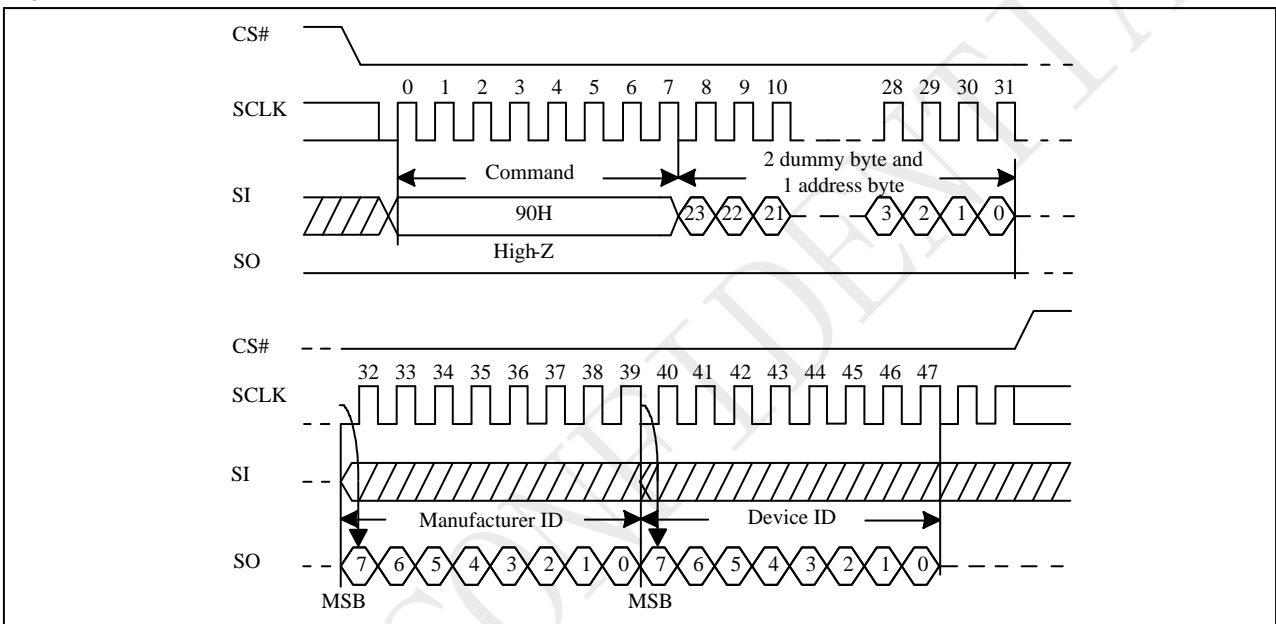 CS#
0 1 2 3 4 5 6 7 8 9 10 28 29 30 31
SCLK
Command
2 dummy byte and
1 address byte
SI
90H
23 22 21 3 2 1 0
High-Z
SO
CS#
32 33 34 35 36 37 38 39 40 41 42 43 44 45 46 47
SCLK
SI
Manufacturer ID
Device ID
SO
7 6 5 4 3 2 1 0 7 6 5 4 3 2 1 0
MSB MSB